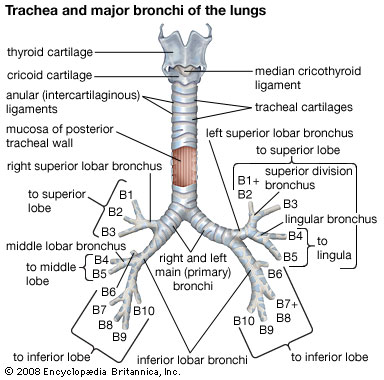 Trachea and major bronchi of the lungs
thyroid cartilage
cricoid cartilage
median cricothyroid
ligament
anular (intercartilaginous)
ligaments
tracheal cartilages
mucosa of posterior
tracheal wall
left superior lobar bronchus
to superior lobe
right superior lobar bronchus
superior division
bronchus
to superior
lobe
B1
B2
B3
B1+
B2
B3
lingular bronchus
B4
B5
to
lingula
middle lobar bronchus
to middle
lobe
B4
B5
right and left
main (primary)
bronchi
B6
B6
B7
B8
B9
B10
B10
B7+
B8
B9
to inferior lobe
inferior lobar bronchi
to inferior lobe
© 2008 Encyclopædia Britannica, Inc.